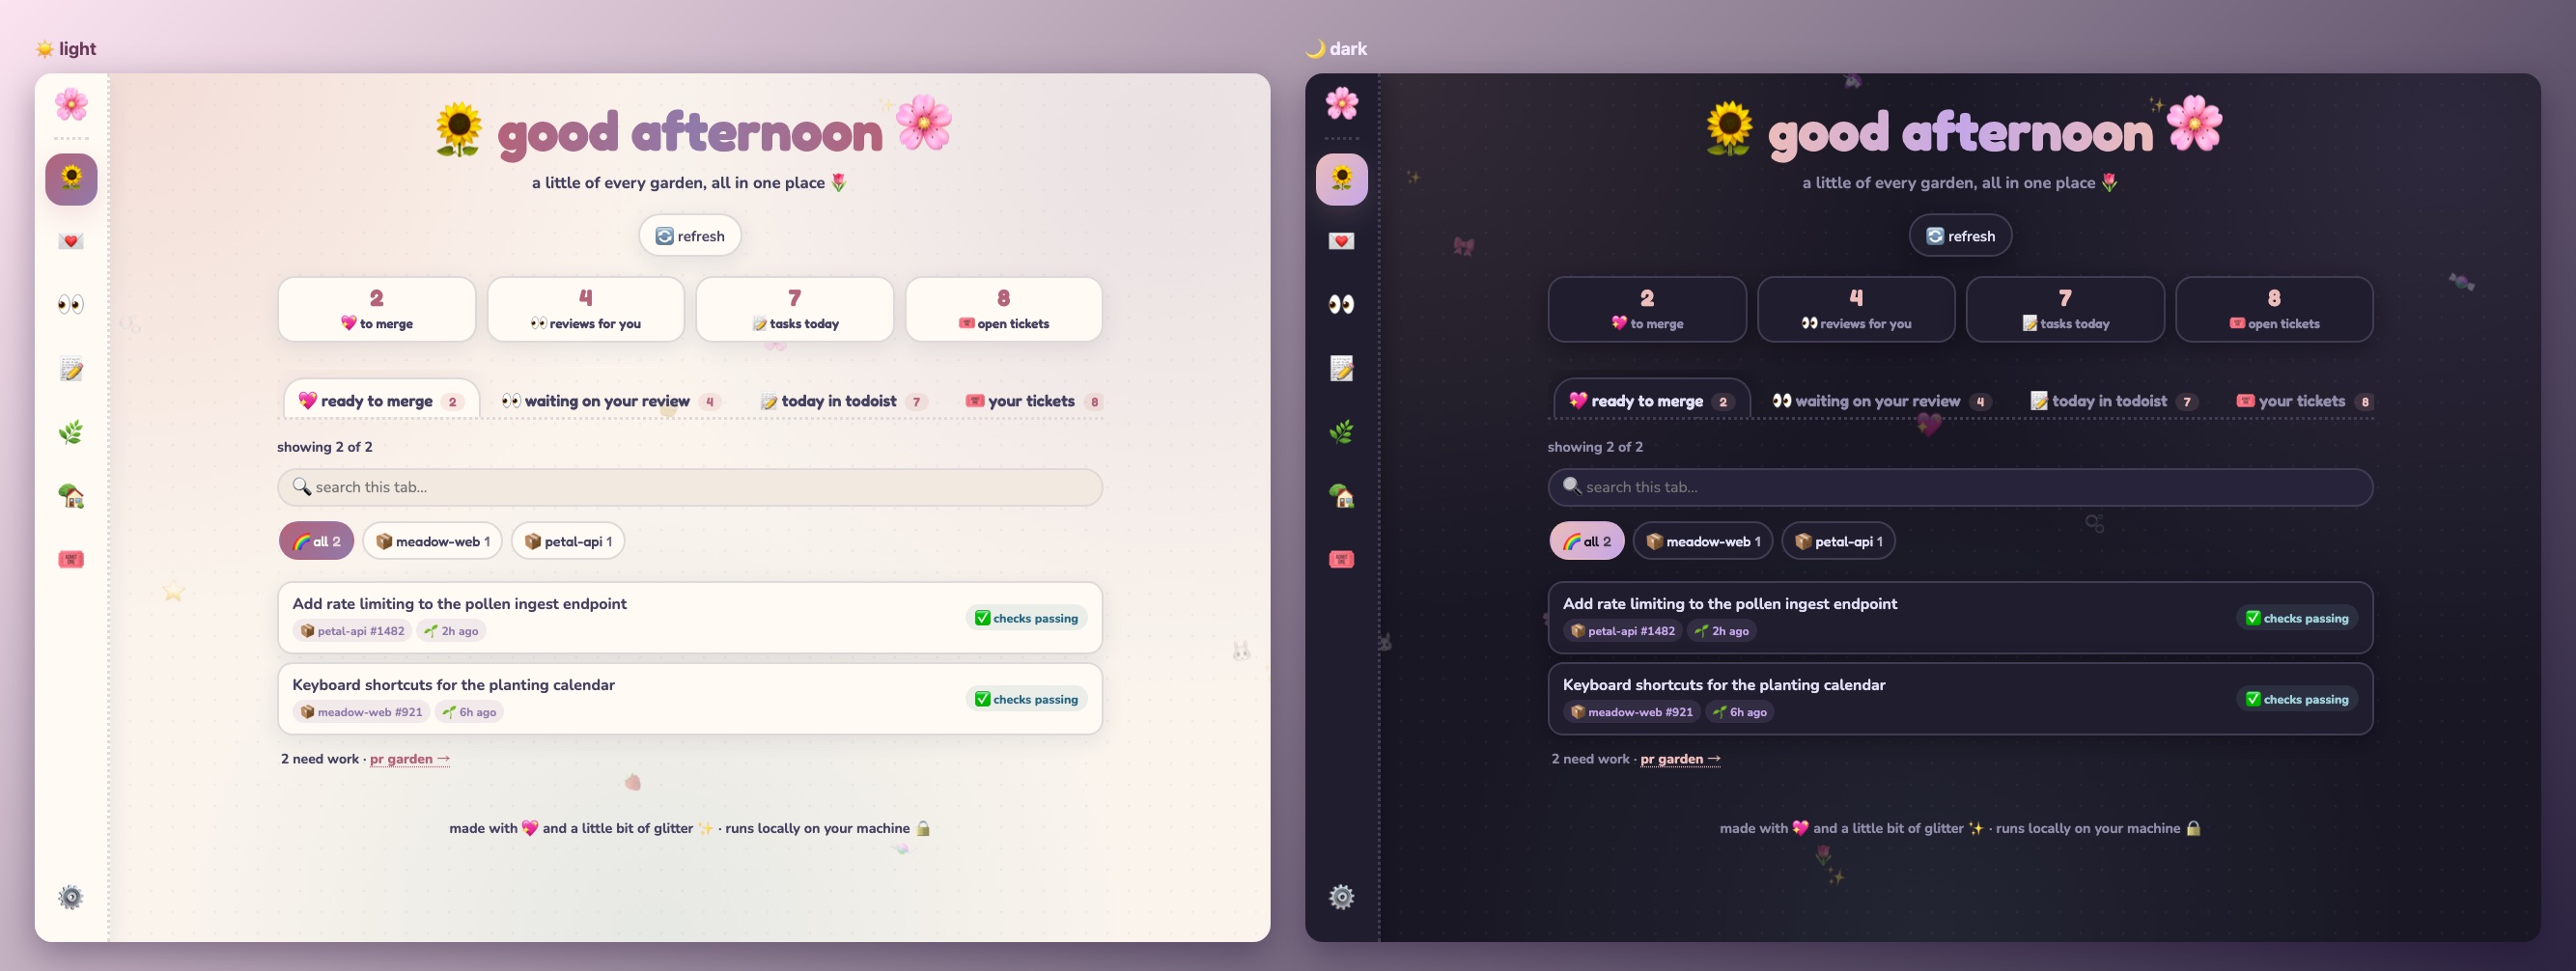 light
good afternoon
a little of every garden, all in one place
refresh
2
to merge
4
reviews for you
7
tasks today
8
open tickets
ready to merge 2
waiting on your review 4
today in todoist 7
your tickets 8
showing 2 of 2
search this tab...
all 2
meadow-web 1
petal-api 1
Add rate limiting to the pollen ingest endpoint
petal-api #1482
2h ago
checks passing
Keyboard shortcuts for the planting calendar
meadow-web #921
6h ago
checks passing
2 need work · pr garden →
made with 💖 and a little bit of glitter ✨ · runs locally on your machine
dark
good afternoon
a little of every garden, all in one place
refresh
2
to merge
4
reviews for you
7
tasks today
8
open tickets
ready to merge 2
waiting on your review 4
today in todoist 7
your tickets 8
showing 2 of 2
search this tab...
all 2
meadow-web 1
petal-api 1
Add rate limiting to the pollen ingest endpoint
petal-api #1482
2h ago
checks passing
Keyboard shortcuts for the planting calendar
meadow-web #921
6h ago
checks passing
2 need work · pr garden →
made with 💖 and a little bit of glitter ✨ · runs locally on your machine